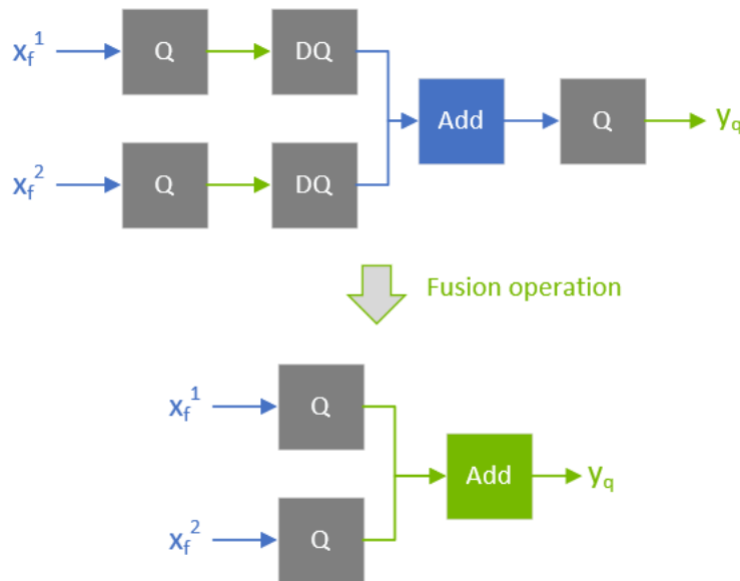 x_f^1 Q DQ
Add Q y_q
x_f^2 Q DQ
Fusion operation
x_f^1 Q
Add y_q
x_f^2 Q